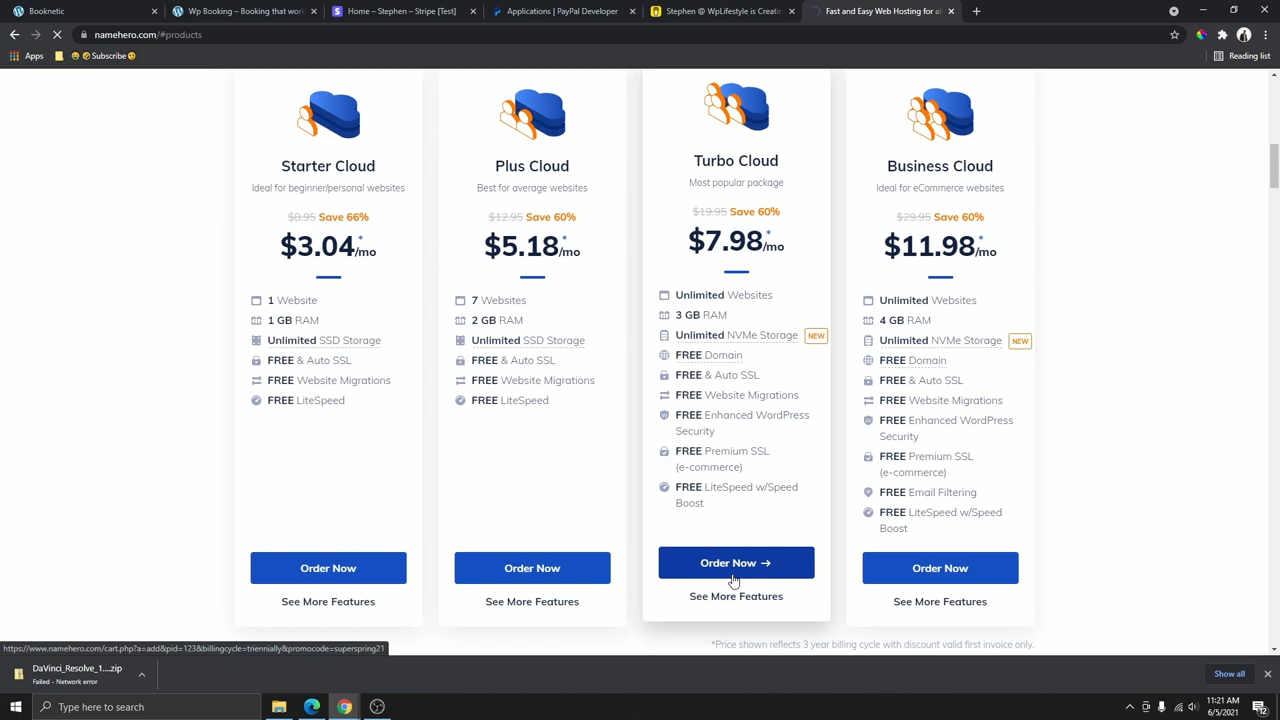 Booknetic
Wp Booking – Booking that work
Home – Stephen – Stripe [Test]
Applications | PayPal Developer
Stephen @ WpLifestyle is Creatin
Fast and Easy Web Hosting for al
namehero.com/#products
Apps
Subscribe
Reading list
Starter Cloud
Ideal for beginner/personal websites
$8.95 Save 66%
$3.04*/mo
1 Website
1 GB RAM
Unlimited SSD Storage
FREE & Auto SSL
FREE Website Migrations
FREE LiteSpeed
Order Now
See More Features
Plus Cloud
Best for average websites
$12.95 Save 60%
$5.18*/mo
7 Websites
2 GB RAM
Unlimited SSD Storage
FREE & Auto SSL
FREE Website Migrations
FREE LiteSpeed
Order Now
See More Features
Turbo Cloud
Most popular package
$19.95 Save 60%
$7.98*/mo
Unlimited Websites
3 GB RAM
Unlimited NVMe Storage NEW
FREE Domain
FREE & Auto SSL
FREE Website Migrations
FREE Enhanced WordPress
Security
FREE Premium SSL
(e-commerce)
FREE LiteSpeed w/Speed
Boost
Order Now →
See More Features
Business Cloud
Ideal for eCommerce websites
$29.95 Save 60%
$11.98*/mo
Unlimited Websites
4 GB RAM
Unlimited NVMe Storage NEW
FREE Domain
FREE & Auto SSL
FREE Website Migrations
FREE Enhanced WordPress
Security
FREE Premium SSL
(e-commerce)
FREE Email Filtering
FREE LiteSpeed w/Speed
Boost
Order Now
See More Features
*Price shown reflects 3 year billing cycle with discount valid first invoice only.
https://www.namehero.com/cart.php?a=add&pid=123&billingcycle=triennially&promocode=superspring21
DaVinci_Resolve_1....zip
Failed - Network error
Show all
Type here to search
11:21 AM
6/5/2021